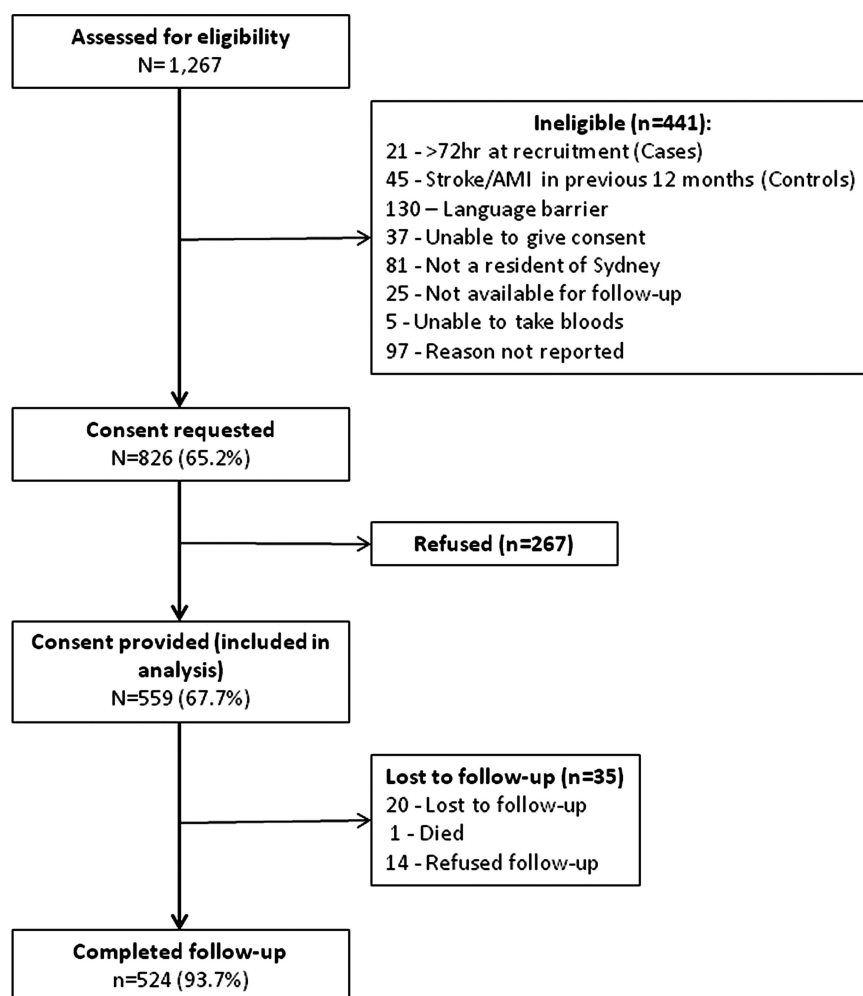 Assessed for eligibility
N= 1,267
Ineligible (n=441):
21 - >72hr at recruitment (Cases)
45 - Stroke/AMI in previous 12 months (Controls)
130 – Language barrier
37 - Unable to give consent
81 - Not a resident of Sydney
25 - Not available for follow-up
5 - Unable to take bloods
97 - Reason not reported
Consent requested
N=826 (65.2%)
Refused (n=267)
Consent provided (included in
analysis)
N=559 (67.7%)
Lost to follow-up (n=35)
20 - Lost to follow-up
1 - Died
14 - Refused follow-up
Completed follow-up
n=524 (93.7%)